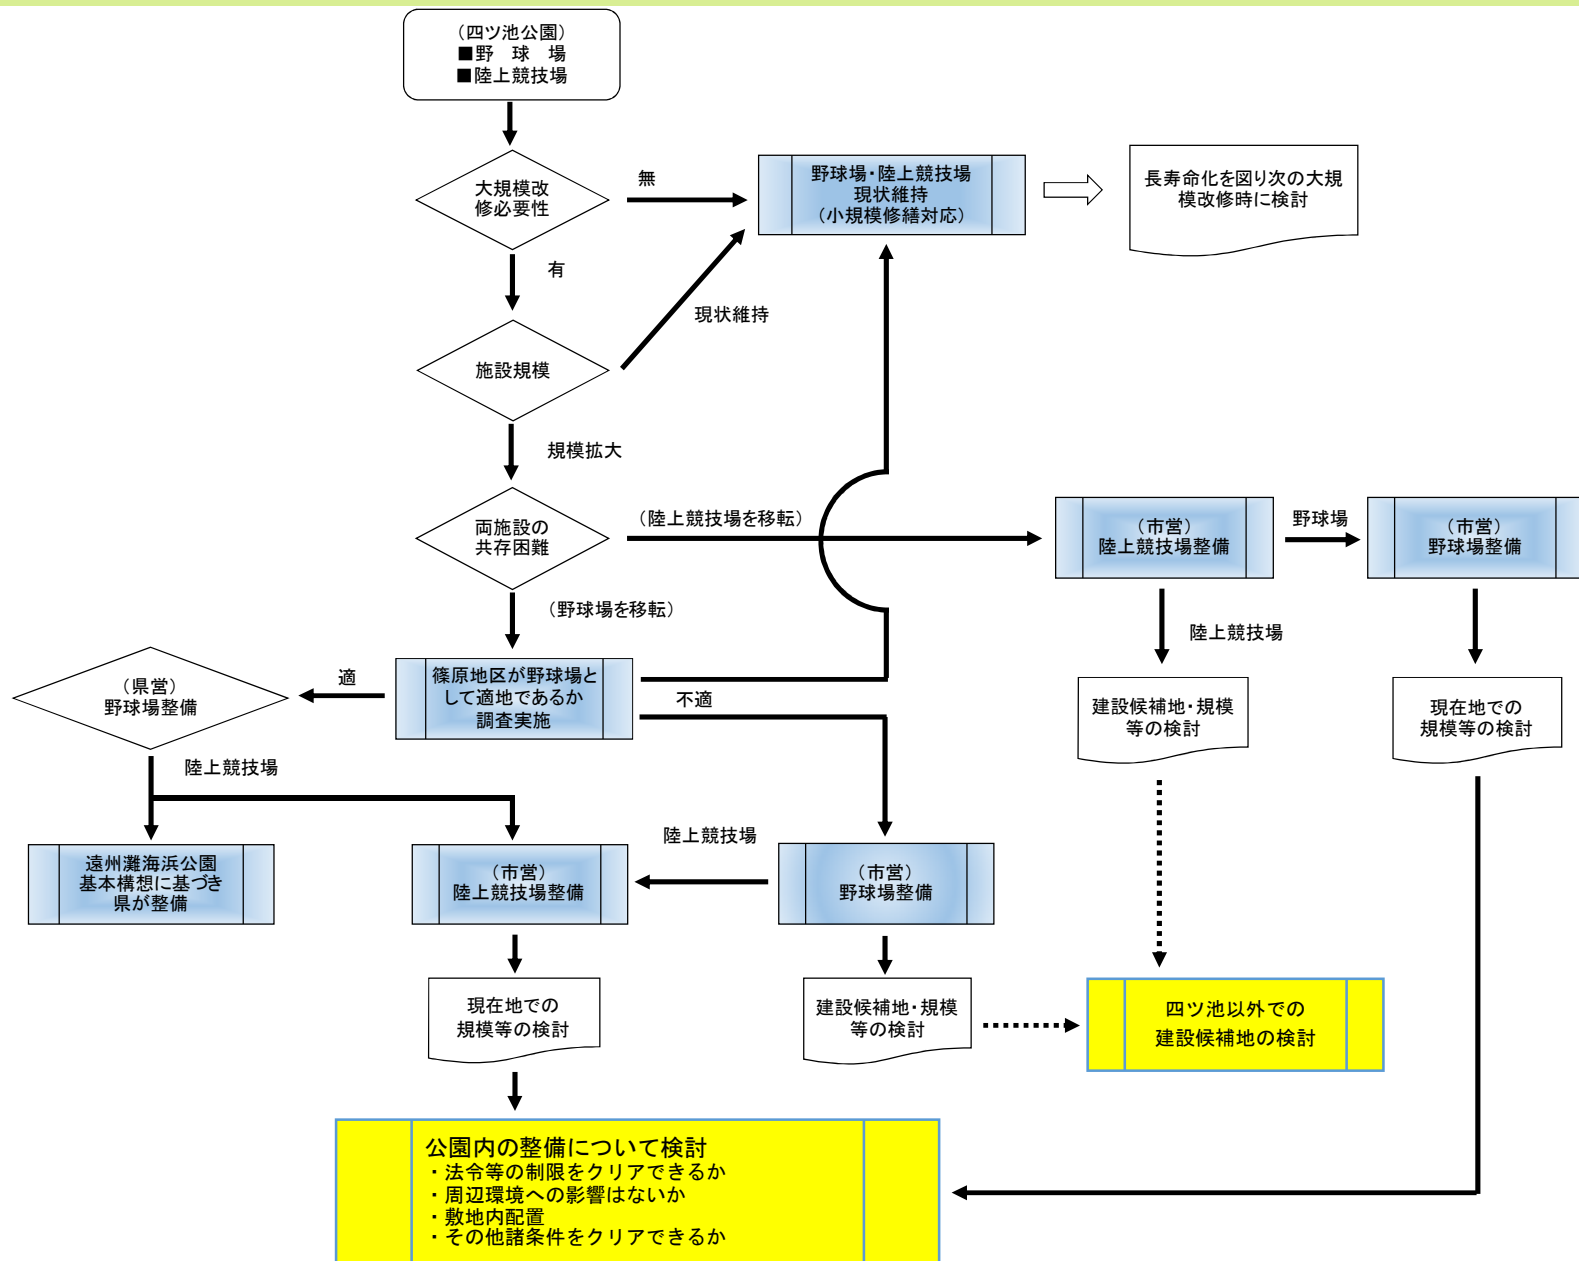 （四ツ池公園）
■野　球　場
■陸上競技場
大規模改
修必要性
無
野球場・陸上競技場
現状維持
（小規模修繕対応）
長寿命化を図り次の大規
模改修時に検討
有
現状維持
施設規模
規模拡大
両施設の
共存困難
（陸上競技場を移転）
（市営）
陸上競技場整備
野球場
（市営）
野球場整備
（野球場を移転）
陸上競技場
（県営）
野球場整備
適
篠原地区が野球場と
して適地であるか
調査実施
不適
建設候補地・規模
等の検討
現在地での
規模等の検討
陸上競技場
遠州灘海浜公園
基本構想に基づき
県が整備
（市営）
陸上競技場整備
陸上競技場
（市営）
野球場整備
現在地での
規模等の検討
建設候補地・規模
等の検討
四ツ池以外での
建設候補地の検討
公園内の整備について検討
・法令等の制限をクリアできるか
・周辺環境への影響はないか
・敷地内配置
・その他諸条件をクリアできるか